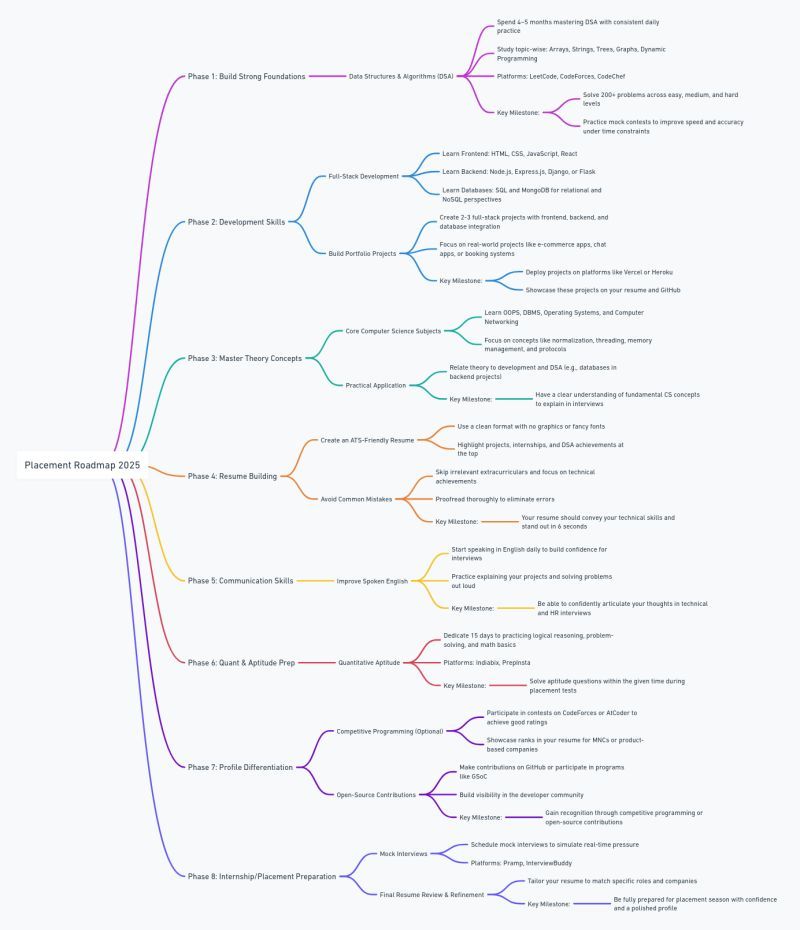 Placement Roadmap 2025
Phase 1: Build Strong Foundations
Data Structures & Algorithms (DSA)
Spend 4-5 months mastering DSA with consistent daily
practice
Study topic-wise: Arrays, Strings, Trees, Graphs, Dynamic
Programming
Platforms: LeetCode, CodeForces, CodeChef
Key Milestone:
Solve 200+ problems across easy, medium, and hard
levels
Practice mock contests to improve speed and accuracy
under time constraints
Phase 2: Development Skills
Full-Stack Development
Learn Frontend: HTML, CSS, JavaScript, React
Learn Backend: Node.js, Express.js, Django, or Flask
Learn Databases: SQL and MongoDB for relational and
NoSQL perspectives
Build Portfolio Projects
Create 2-3 full-stack projects with frontend, backend, and
database integration
Focus on real-world projects like e-commerce apps, chat
apps, or booking systems
Key Milestone:
Deploy projects on platforms like Vercel or Heroku
Showcase these projects on your resume and GitHub
Phase 3: Master Theory Concepts
Core Computer Science Subjects
Learn OOPS, DBMS, Operating Systems, and Computer
Networking
Focus on concepts like normalization, threading, memory
management, and protocols
Practical Application
Relate theory to development and DSA (e.g., databases in
backend projects)
Key Milestone:
Have a clear understanding of fundamental CS concepts
to explain in interviews
Phase 4: Resume Building
Create an ATS-Friendly Resume
Use a clean format with no graphics or fancy fonts
Highlight projects, internships, and DSA achievements at
the top
Avoid Common Mistakes
Skip irrelevant extracurriculars and focus on technical
achievements
Proofread thoroughly to eliminate errors
Key Milestone:
Your resume should convey your technical skills and
stand out in 6 seconds
Phase 5: Communication Skills
Improve Spoken English
Start speaking in English daily to build confidence for
interviews
Practice explaining your projects and solving problems
out loud
Key Milestone:
Be able to confidently articulate your thoughts in technical
and HR interviews
Phase 6: Quant & Aptitude Prep
Quantitative Aptitude
Dedicate 15 days to practicing logical reasoning, problem-
solving, and math basics
Platforms: Indiabix, PrepInsta
Key Milestone:
Solve aptitude questions within the given time during
placement tests
Phase 7: Profile Differentiation
Competitive Programming (Optional)
Participate in contests on CodeForces or AtCoder to
achieve good ratings
Showcase ranks in your resume for MNCs or product-
based companies
Open-Source Contributions
Make contributions on GitHub or participate in programs
like GSoC
Build visibility in the developer community
Key Milestone:
Gain recognition through competitive programming or
open-source contributions
Phase 8: Internship/Placement Preparation
Mock Interviews
Schedule mock interviews to simulate real-time pressure
Platforms: Pramp, InterviewBuddy
Final Resume Review & Refinement
Tailor your resume to match specific roles and companies
Key Milestone:
Be fully prepared for placement season with confidence
and a polished profile